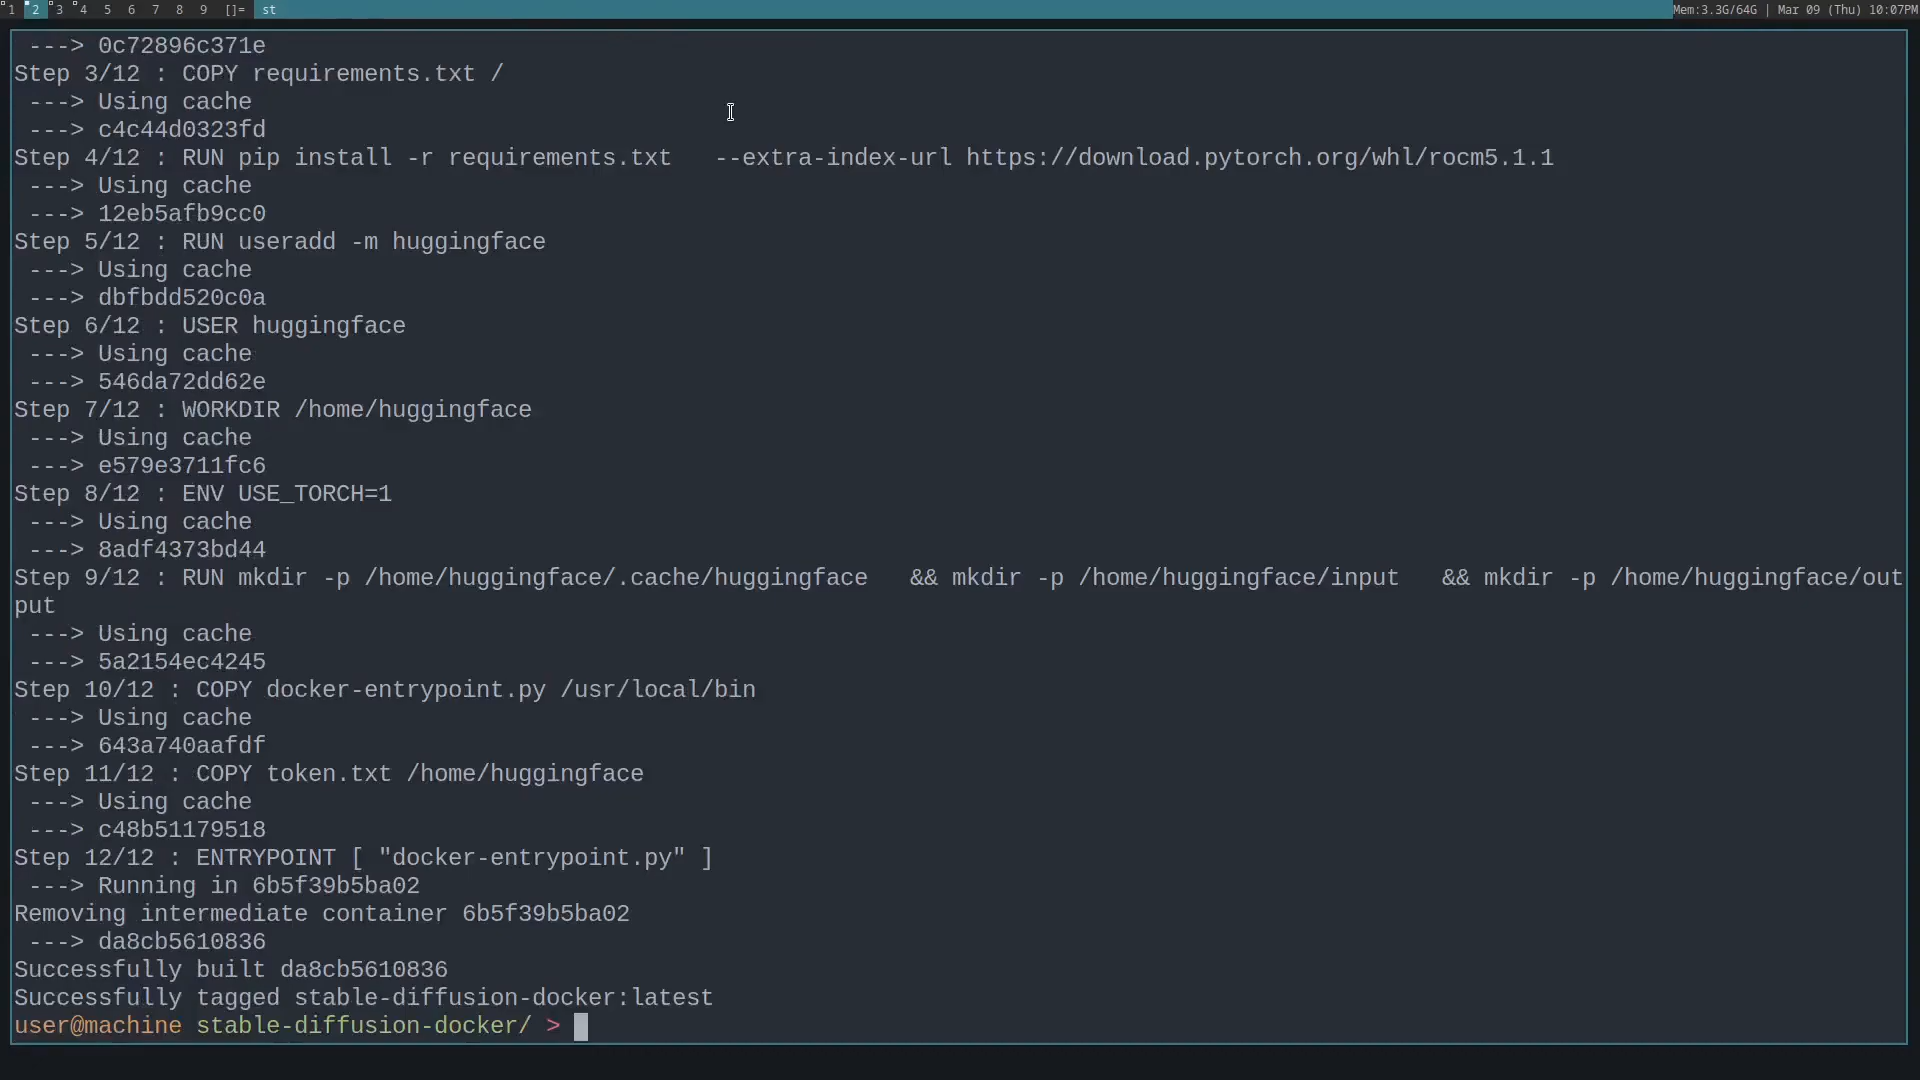 1 2 3 4 5 6 7 8 9 []= st Mem:3.3G/64G | Mar 09 (Thu) 10:07PM
---> 0c72896c371e
Step 3/12 : COPY requirements.txt /
---> Using cache
---> c4c44d0323fd
Step 4/12 : RUN pip install -r requirements.txt   --extra-index-url https://download.pytorch.org/whl/rocm5.1.1
---> Using cache
---> 12eb5afb9cc0
Step 5/12 : RUN useradd -m huggingface
---> Using cache
---> dbfbdd520c0a
Step 6/12 : USER huggingface
---> Using cache
---> 546da72dd62e
Step 7/12 : WORKDIR /home/huggingface
---> Using cache
---> e579e3711fc6
Step 8/12 : ENV USE_TORCH=1
---> Using cache
---> 8adf4373bd44
Step 9/12 : RUN mkdir -p /home/huggingface/.cache/huggingface   && mkdir -p /home/huggingface/input   && mkdir -p /home/huggingface/out
put
---> Using cache
---> 5a2154ec4245
Step 10/12 : COPY docker-entrypoint.py /usr/local/bin
---> Using cache
---> 643a740aafdf
Step 11/12 : COPY token.txt /home/huggingface
---> Using cache
---> c48b51179518
Step 12/12 : ENTRYPOINT [ "docker-entrypoint.py" ]
---> Running in 6b5f39b5ba02
Removing intermediate container 6b5f39b5ba02
---> da8cb5610836
Successfully built da8cb5610836
Successfully tagged stable-diffusion-docker:latest
user@machine stable-diffusion-docker/ >